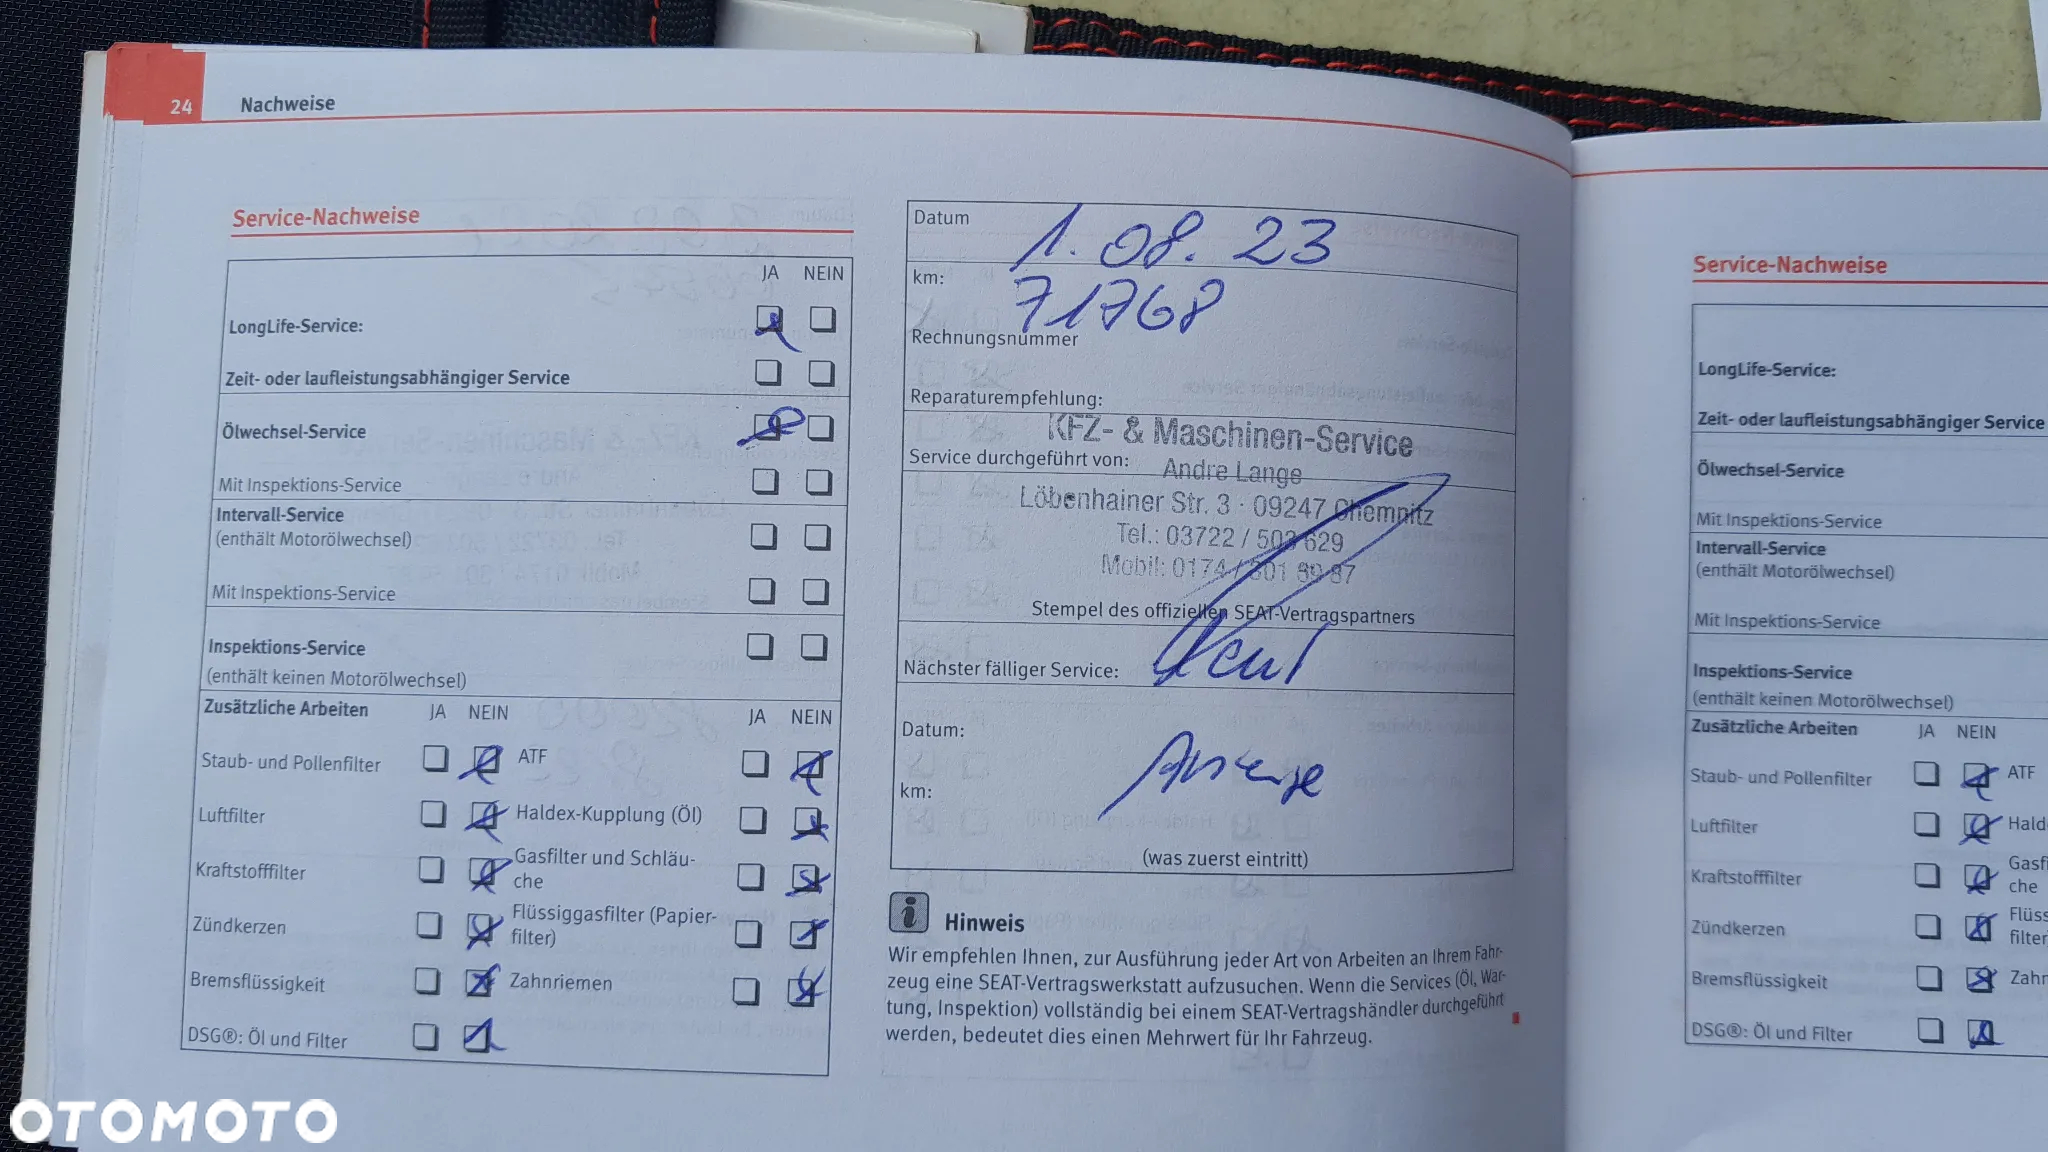 24 Nachweise
Service-Nachweise
JA NEIN
LongLife-Service:
Zeit- oder laufleistungsabhängiger Service
Ölwechsel-Service
Mit Inspektions-Service
Intervall-Service
(enthält Motorölwechsel)
Mit Inspektions-Service
Inspektions-Service
(enthält keinen Motorölwechsel)
Zusätzliche Arbeiten JA NEIN JA NEIN
Staub- und Pollenfilter ATF
Luftfilter Haldex-Kupplung (Öl)
Kraftstofffilter Gasfilter und Schläu-
che
Zündkerzen Flüssiggasfilter (Papier-
filter)
Bremsflüssigkeit Zahnriemen
DSG®: Öl und Filter
Datum 1.08.23
km: 71768
Rechnungsnummer
Reparaturempfehlung:
KFZ- & Maschinen-Service
Service durchgeführt von: Andre Lange
Löbenhainer Str. 3 · 09247 Chemnitz
Tel.: 03722 / 503 629
Mobil: 0174 /
Stempel des offiziellen SEAT-Vertragspartners
Nächster fälliger Service:
Datum:
km:
(was zuerst eintritt)
Hinweis
Wir empfehlen Ihnen, zur Ausführung jeder Art von Arbeiten an Ihrem Fahr-
zeug eine SEAT-Vertragswerkstatt aufzusuchen. Wenn die Services (Öl, War-
tung, Inspektion) vollständig bei einem SEAT-Vertragshändler durchgeführt
werden, bedeutet dies einen Mehrwert für Ihr Fahrzeug.
Service-Nachweise
LongLife-Service:
Zeit- oder laufleistungsabhängiger Service
Ölwechsel-Service
Mit Inspektions-Service
Intervall-Service
(enthält Motorölwechsel)
Mit Inspektions-Service
Inspektions-Service
(enthält keinen Motorölwechsel)
Zusätzliche Arbeiten JA NEIN
Staub- und Pollenfilter ATF
Luftfilter Hald
Kraftstofffilter Gasfi
che
Zündkerzen Flüss
filter
Bremsflüssigkeit Zahn
DSG®: Öl und Filter
OTOMOTO